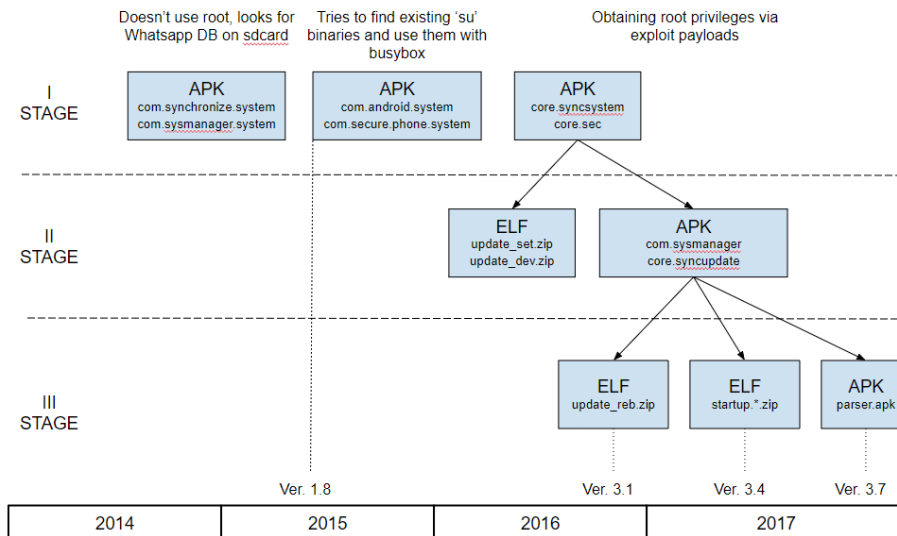 Doesn't use root, looks for
Whatsapp DB on sdcard
Tries to find existing ‘su’
binaries and use them with
busybox
Obtaining root privileges via
exploit payloads
I
STAGE
APK
com.synchronize.system
com.sysmanager.system
APK
com.android.system
com.secure.phone.system
APK
core.syncsystem
core.sec
II
STAGE
ELF
update_set.zip
update_dev.zip
APK
com.sysmanager
core.syncupdate
III
STAGE
ELF
update_reb.zip
ELF
startup.*.zip
APK
parser.apk
Ver. 1.8
Ver. 3.1
Ver. 3.4
Ver. 3.7
2014
2015
2016
2017